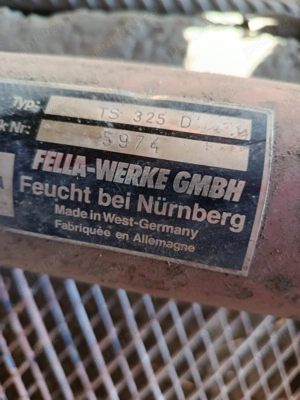 Typ: TS 325 D
k Nr: 5974
FELLA-WERKE GMBH
Feucht bei Nürnberg
Made in West-Germany
Fabriquée en Allemagne